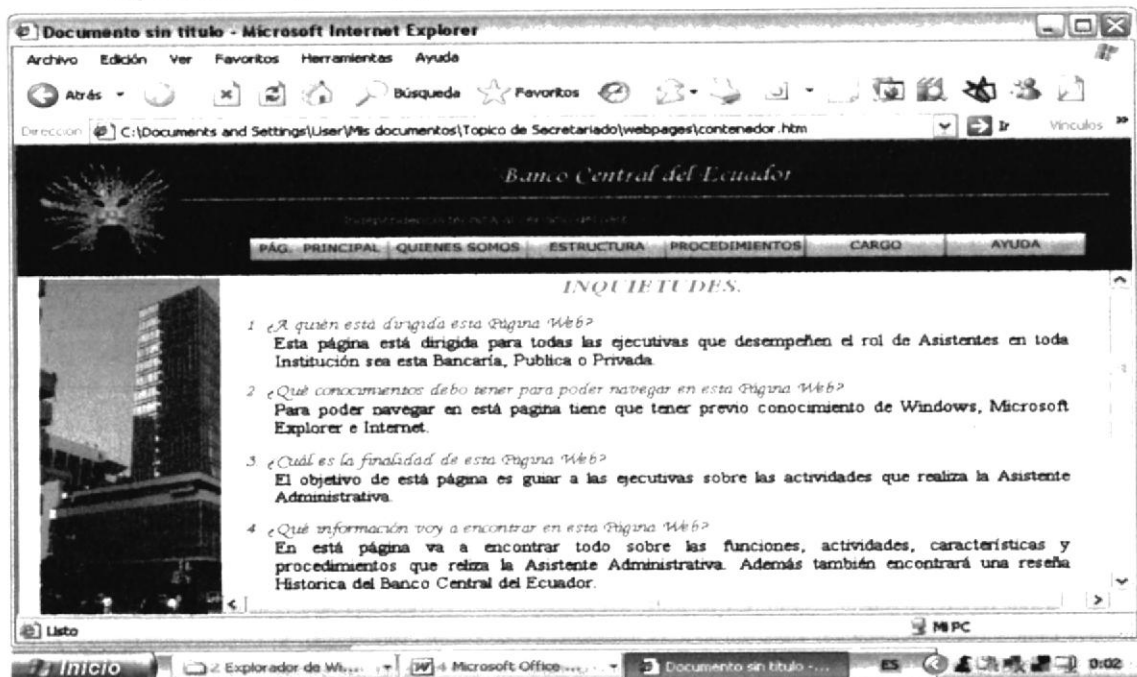 Documento sin titulo - Microsoft Internet Explorer
Archivo Edición Ver Favoritos Herramientas Ayuda
Atrás Búsqueda Favoritos
Dirección C:\Documents and Settings\User\Mis documentos\Topico de Secretariado\webpages\contenedor.htm Ir Vínculos »
Banco Central del Ecuador
PÁG. PRINCIPAL QUIENES SOMOS ESTRUCTURA PROCEDIMIENTOS CARGO AYUDA
INQUIETUDES.
1 ¿A quién está dirigida esta Página Web?
Esta página está dirigida para todas las ejecutivas que desempeñen el rol de Asistentes en toda
Institución sea esta Bancaría, Publica o Privada.
2 ¿Qué conocimientos debo tener para poder navegar en esta Página Web?
Para poder navegar en está pagina tiene que tener previo conocimiento de Windows, Microsoft
Explorer e Internet.
3. ¿Cuál es la finalidad de esta Página Web?
El objetivo de está página es guiar a las ejecutivas sobre las actividades que realiza la Asistente
Administrativa.
4 ¿Qué información voy a encontrar en esta Página Web?
En está página va a encontrar todo sobre las funciones, actividades, características y
procedimientos que reliza la Asistente Administrativa. Además también encontrará una reseña
Historica del Banco Central del Ecuador.
Listo MI PC
Inicio 2 Explorador de Wi... 4 Microsoft Office ... Documento sin titulo -... ES 0:02